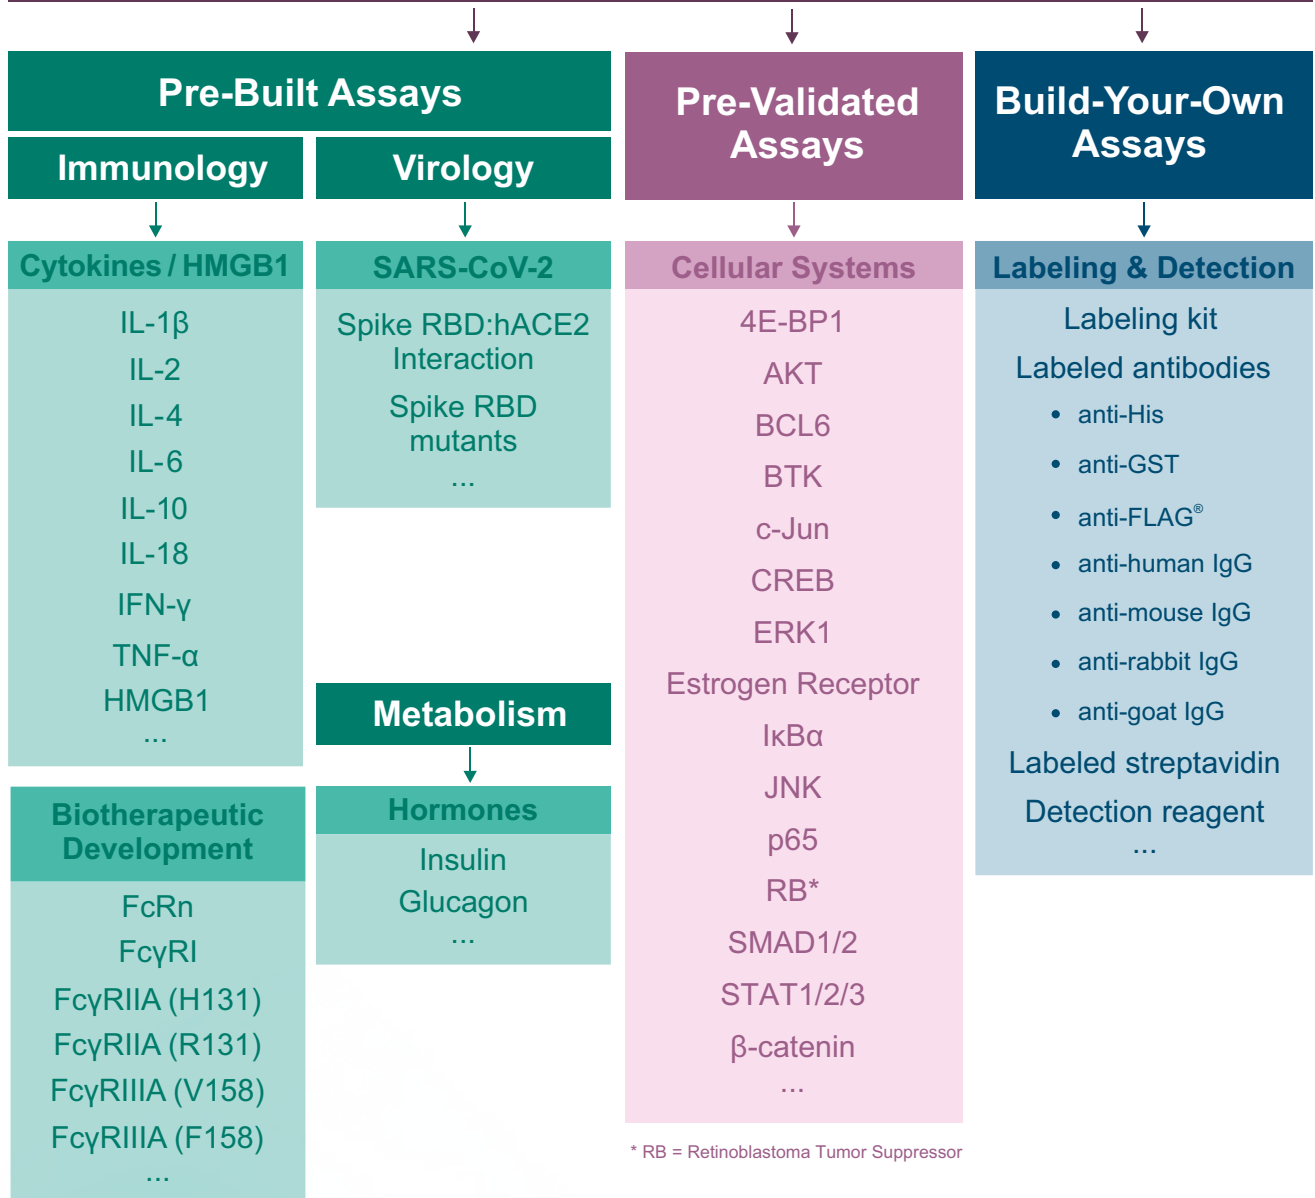 Pre-Built Assays
Immunology
Cytokines / HMGB1
IL-1β
IL-2
IL-4
IL-6
IL-10
IL-18
IFN-γ
TNF-α
HMGB1
...
Biotherapeutic
Development
FcRn
FcγRI
FcγRIIA (H131)
FcγRIIA (R131)
FcγRIIIA (V158)
FcγRIIIA (F158)
...
Virology
SARS-CoV-2
Spike RBD:hACE2
Interaction
Spike RBD
mutants
...
Metabolism
Hormones
Insulin
Glucagon
...
Pre-Validated
Assays
Cellular Systems
4E-BP1
AKT
BCL6
BTK
c-Jun
CREB
ERK1
Estrogen Receptor
IκBα
JNK
p65
RB*
SMAD1/2
STAT1/2/3
β-catenin
...
* RB = Retinoblastoma Tumor Suppressor
Build-Your-Own
Assays
Labeling & Detection
Labeling kit
Labeled antibodies
• anti-His
• anti-GST
• anti-FLAG®
• anti-human IgG
• anti-mouse IgG
• anti-rabbit IgG
• anti-goat IgG
Labeled streptavidin
Detection reagent
...